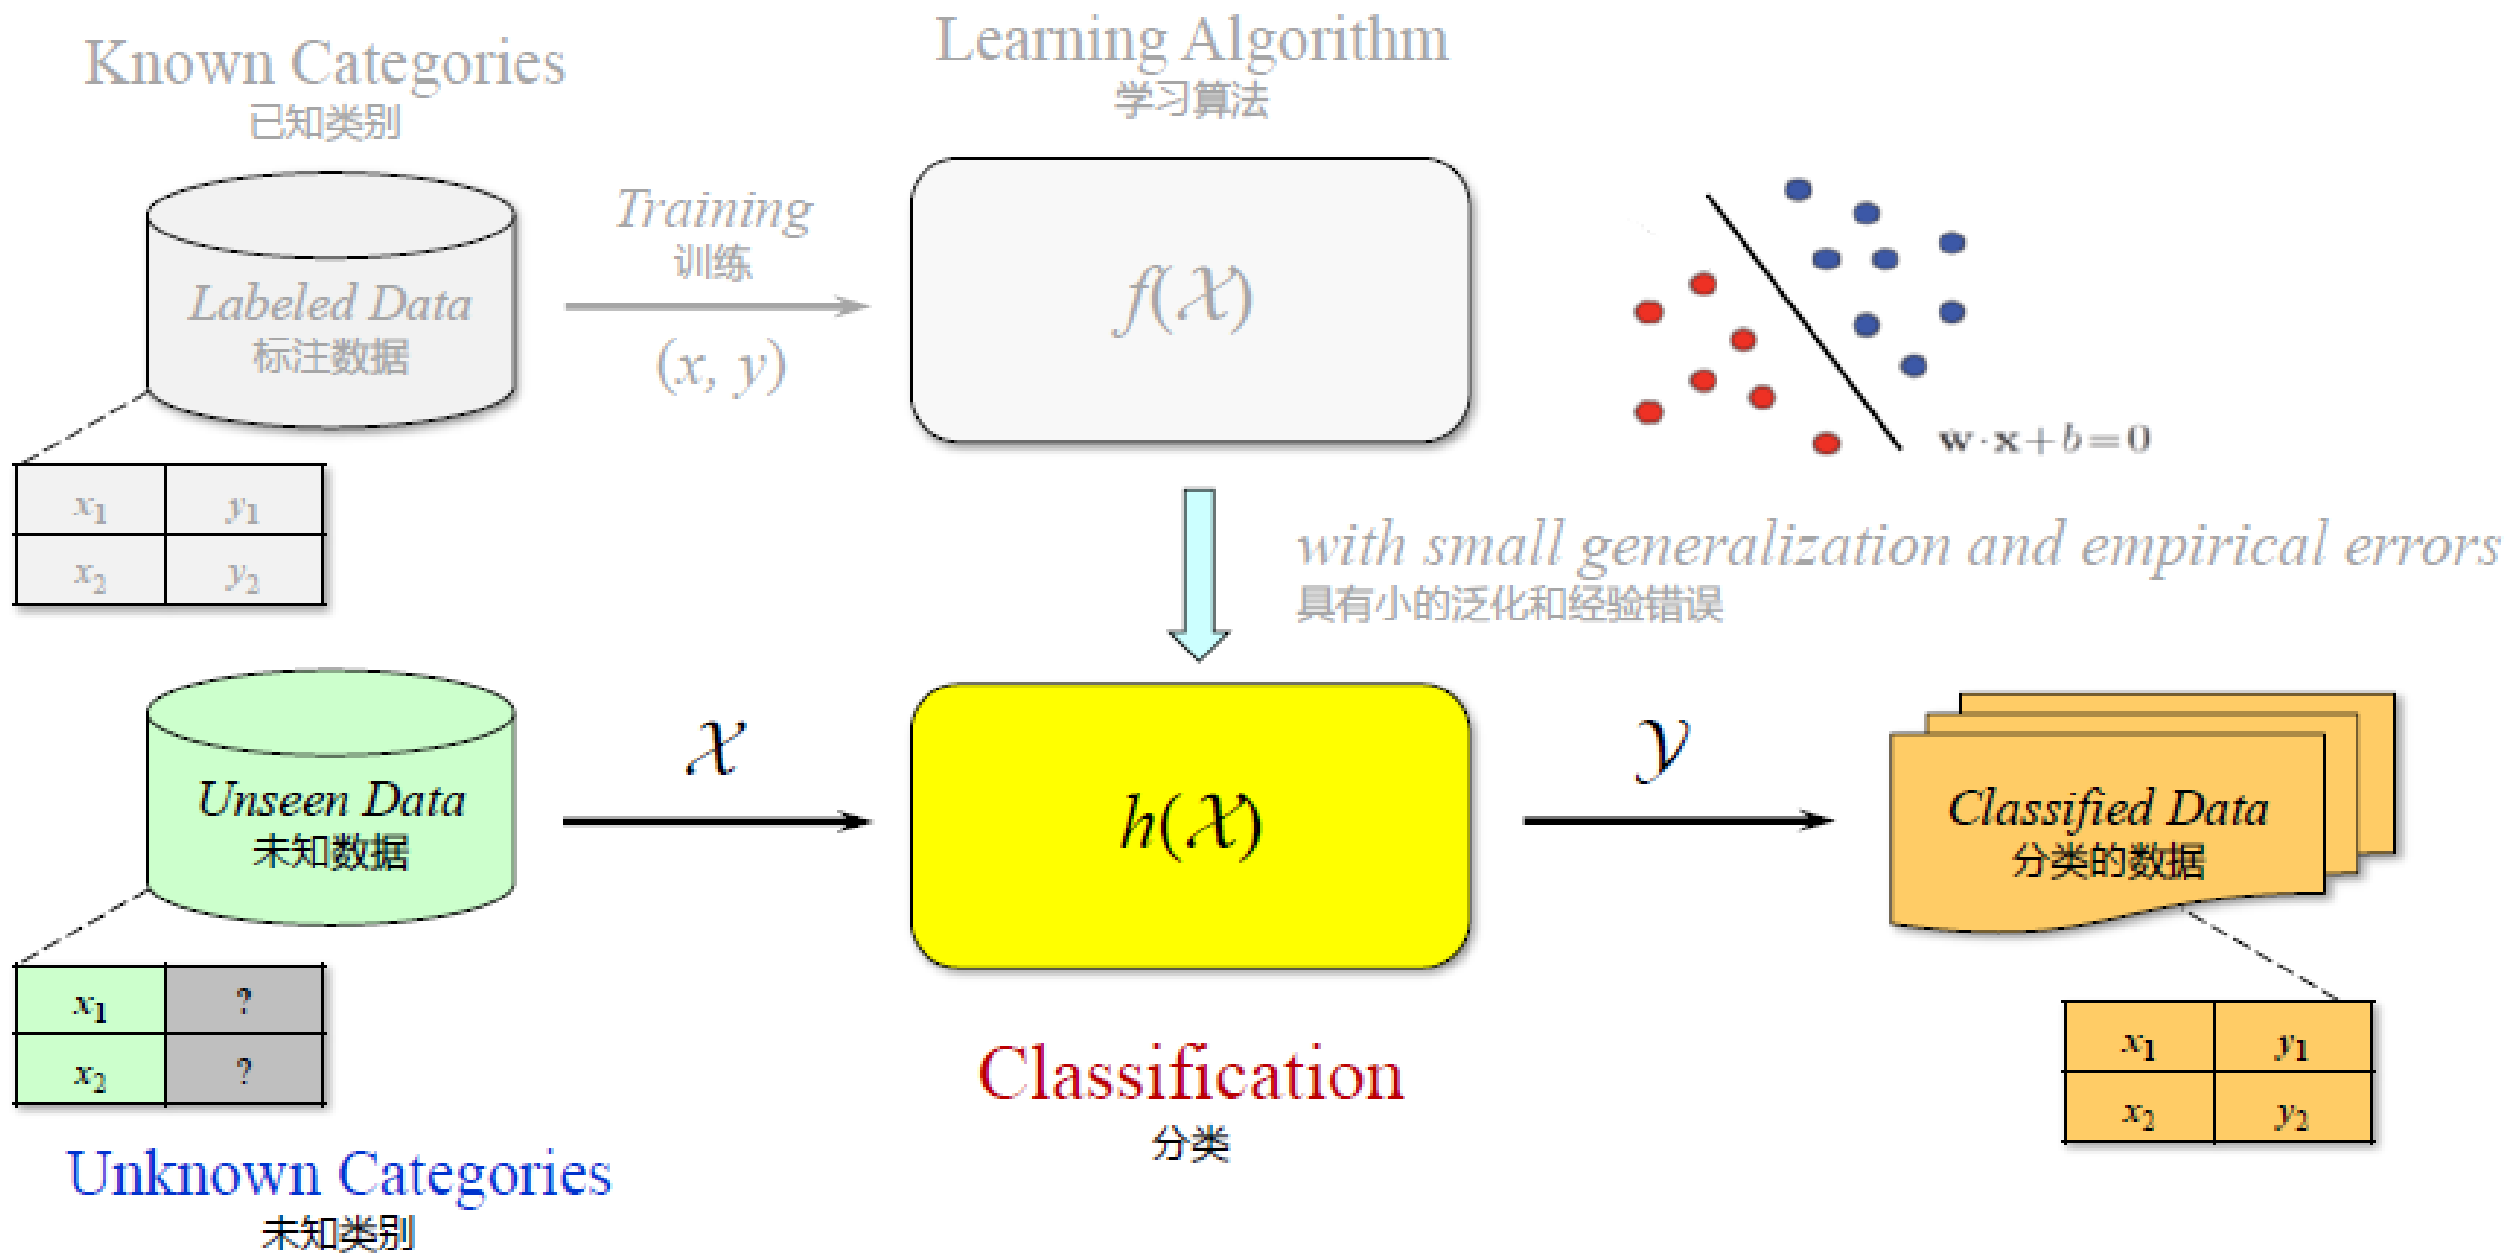 Known Categories
已知类别
Learning Algorithm
学习算法
Training
训练
(x, y)
Labeled Data
标注数据
f(𝒳)
w·x+b=0
x₁ y₁
x₂ y₂
with small generalization and empirical errors
具有小的泛化和经验错误
Unseen Data
未知数据
𝒳
h(𝒳)
𝒴
Classified Data
分类的数据
x₁ ?
x₂ ?
x₁ y₁
x₂ y₂
Classification
分类
Unknown Categories
未知类别